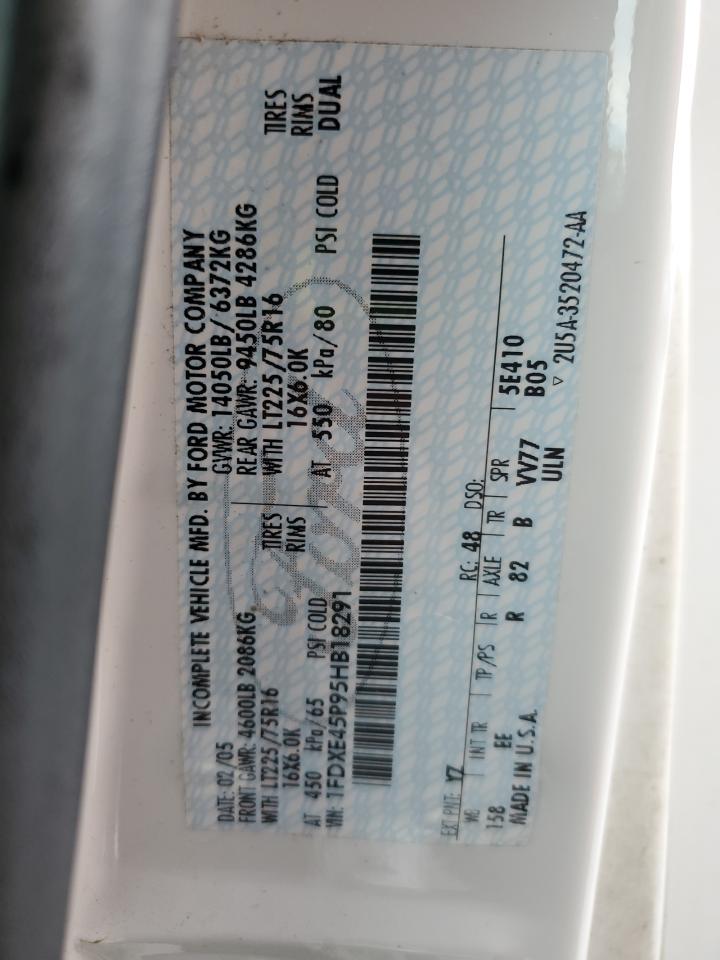 INCOMPLETE VEHICLE MFD. BY FORD MOTOR COMPANY
DATE: 02/05 GVWR: 14050LB/ 6372KG
FRONT GAWR: 4600LB 2086KG REAR GAWR: 9450LB 4286KG
WITH LT225/75R16 TIRES WITH LT225/75R16 TIRES
16X6.0K RIMS 16X6.0K RIMS
AT 450 kPa/65 PSI COLD AT 550 kPa/80 PSI COLD DUAL
VIN: 1FDXE45P95HB18291
Ford
EXT PNT: YZ RC: 48 DSO:
WB INT TR TP/PS R AXLE TR SPR
158 EE R 82 B VV77 5E410
MADE IN U.S.A. ULN B05
▽ 2U5A-3520472-AA